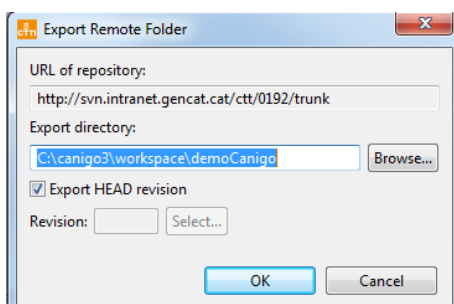 ctti Export Remote Folder
URL of repository:
http://svn.intranet.gencat.cat/ctt/0192/trunk
Export directory:
C:\canigo3\workspace\demoCanigo Browse...
Export HEAD revision
Revision: Select...
OK Cancel